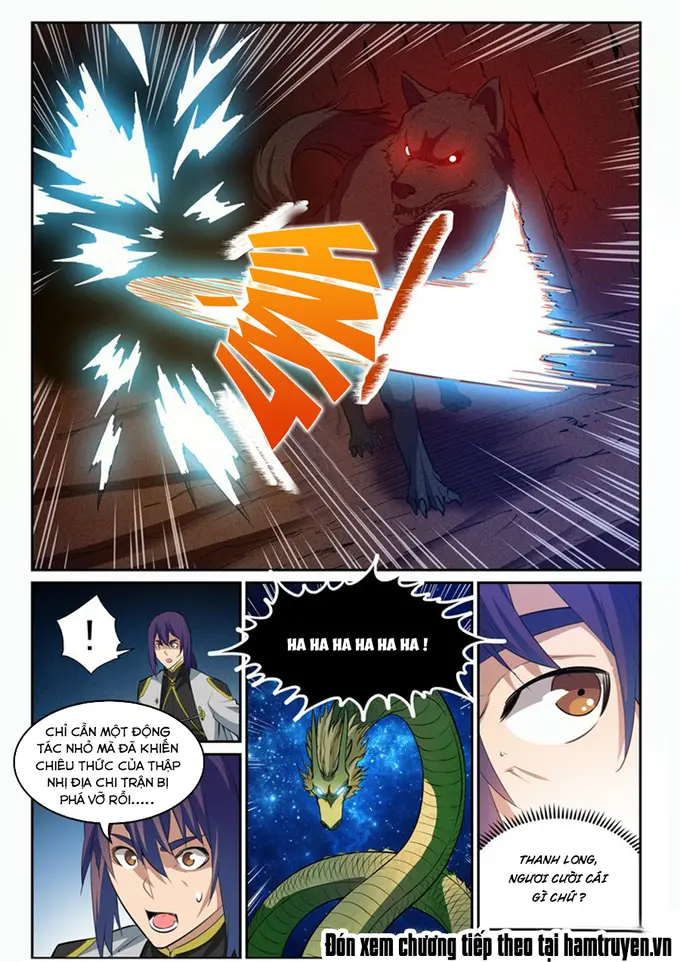 UỲNH
!
HA HA HA HA HA HA !
CHỈ CẦN MỘT ĐỘNG
TÁC NHỎ MÀ ĐÃ KHIẾN
CHIÊU THỨC CỦA THẬP
NHỊ ĐỊA CHI TRẬN BỊ
PHÁ VỠ RỒI.....
THANH LONG,
NGƯƠI CƯỜI CÁI
GÌ CHỨ ?
Đón xem chương tiếp theo tại hamtruyen.vn